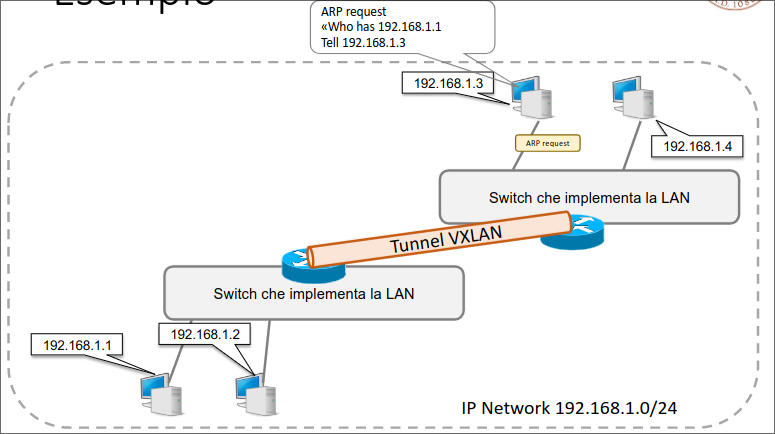 Esempio
ARP request
«Who has 192.168.1.1
Tell 192.168.1.3
192.168.1.3
ARP request
192.168.1.4
Switch che implementa la LAN
Tunnel VXLAN
Switch che implementa la LAN
192.168.1.2
192.168.1.1
IP Network 192.168.1.0/24